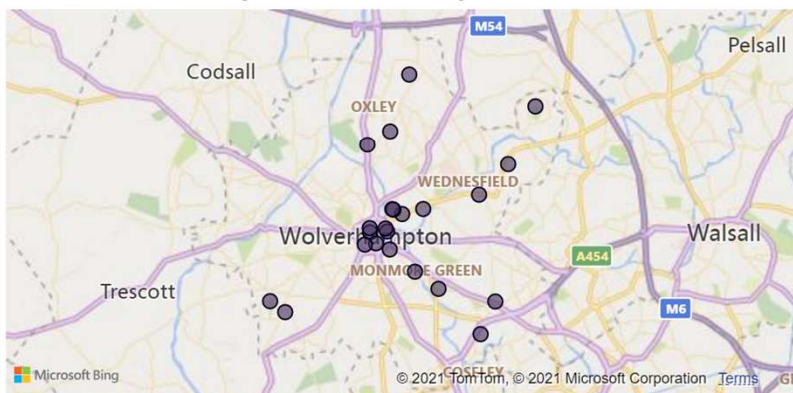 M54
Pelsall
Codsall
OXLEY
WEDNESFIELD
Wolverhampton
Walsall
A454
MONMORE GREEN
Trescott
M6
COSELEY
Microsoft Bing
© 2021 TomTom, © 2021 Microsoft Corporation Terms